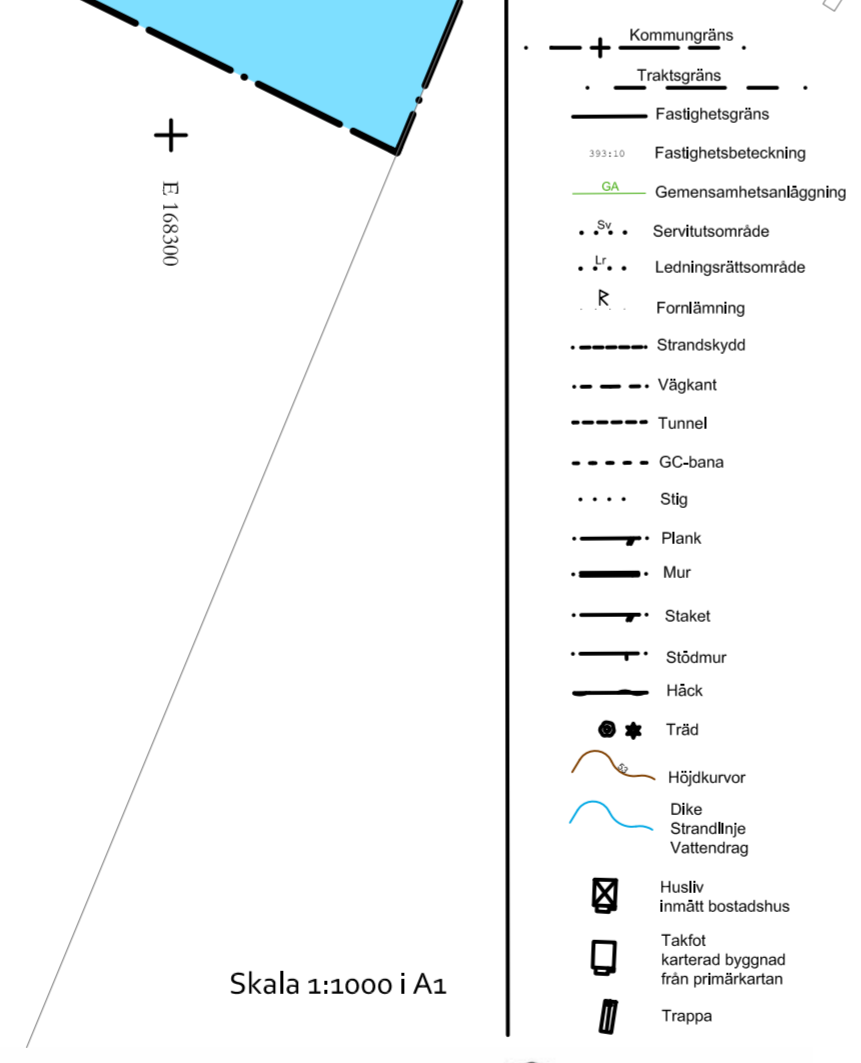 E 168300
Skala 1:1000 i A1
Kommungräns
Traktsgräns
Fastighetsgräns
393:10 Fastighetsbeteckning
GA Gemensamhetsanläggning
Sv Servitutsområde
Lr Ledningsrättsområde
R Fornlämning
Strandskydd
Vägkant
Tunnel
GC-bana
Stig
Plank
Mur
Staket
Stödmur
Häck
Träd
53 Höjdkurvor
Dike
Strandlinje
Vattendrag
Husliv
inmätt bostadshus
Takfot
karterad byggnad
från primärkartan
Trappa